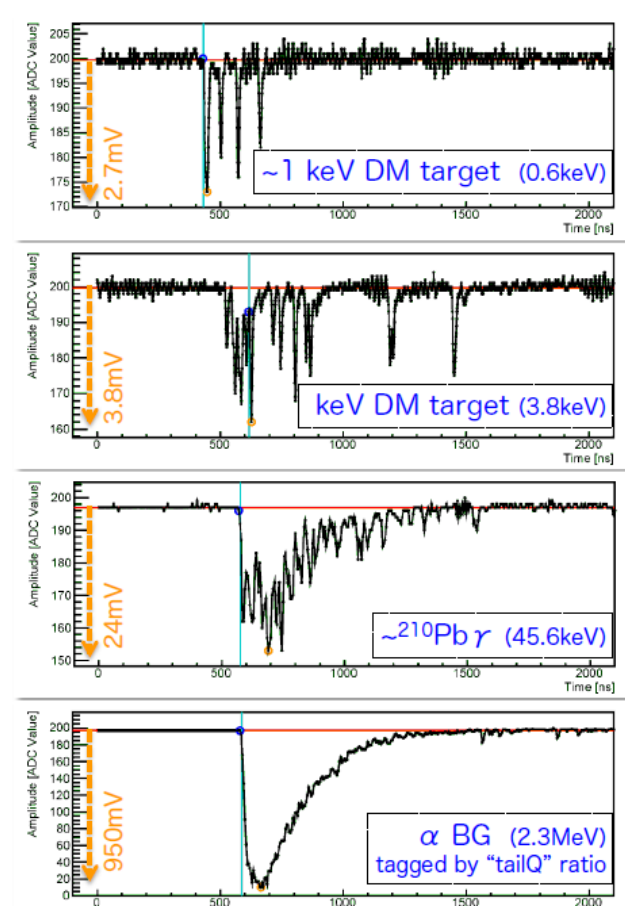 Amplitude [ADC Value]
205
200
195
190
185
180
175
170
2.7mV
~1 keV DM target (0.6keV)
0 500 1000 1500 2000
Time [ns]
Amplitude [ADC Value]
200
190
180
170
160
3.8mV
keV DM target (3.8keV)
0 500 1000 1500 2000
Time [ns]
Amplitude [ADC Value]
200
190
180
170
160
150
24mV
~²¹⁰Pb γ (45.6keV)
0 500 1000 1500 2000
Time [ns]
Amplitude [ADC Value]
200
180
160
140
120
100
80
60
40
20
0
950mV
α BG (2.3MeV)
tagged by “tailQ” ratio
0 500 1000 1500 2000